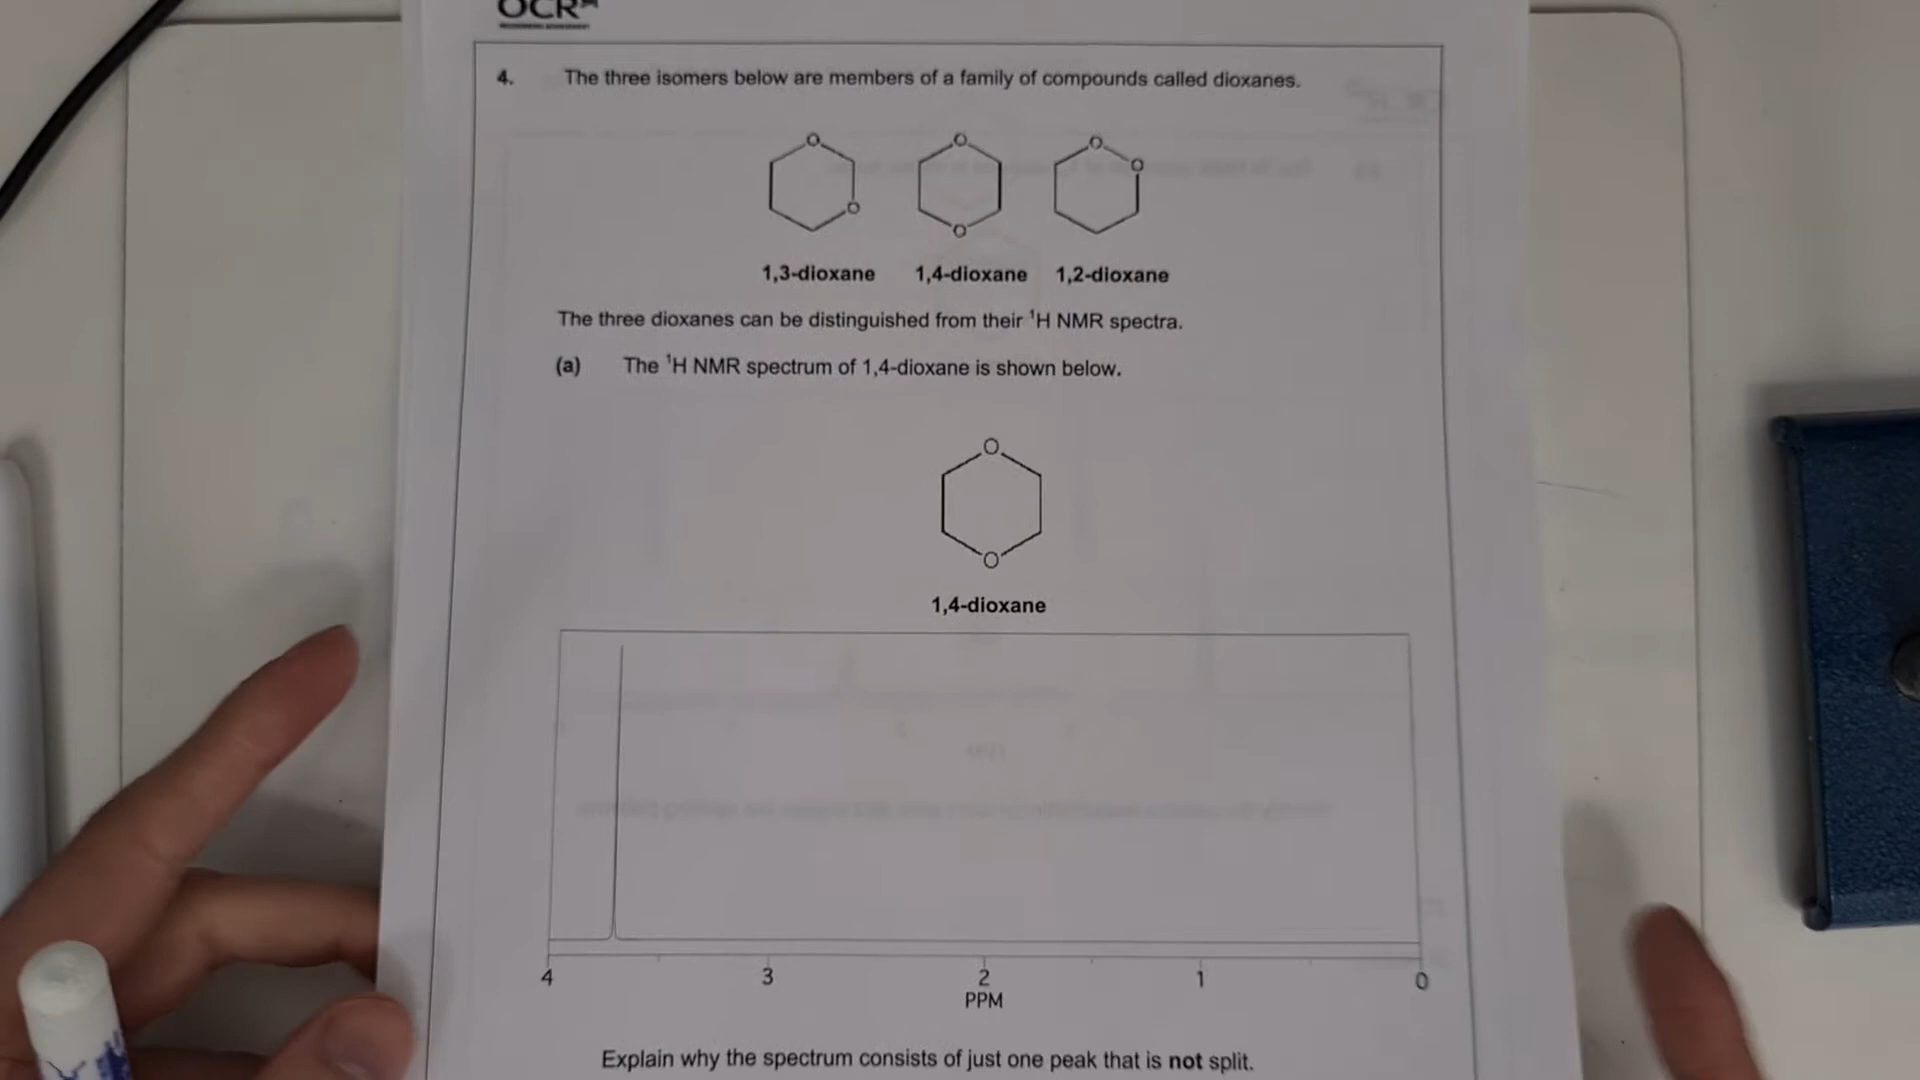 OCR
4. The three isomers below are members of a family of compounds called dioxanes.
O O O
O O O
1,3-dioxane 1,4-dioxane 1,2-dioxane
The three dioxanes can be distinguished from their ¹H NMR spectra.
(a) The ¹H NMR spectrum of 1,4-dioxane is shown below.
O
O
1,4-dioxane
4 3 2 1 0
PPM
Explain why the spectrum consists of just one peak that is not split.